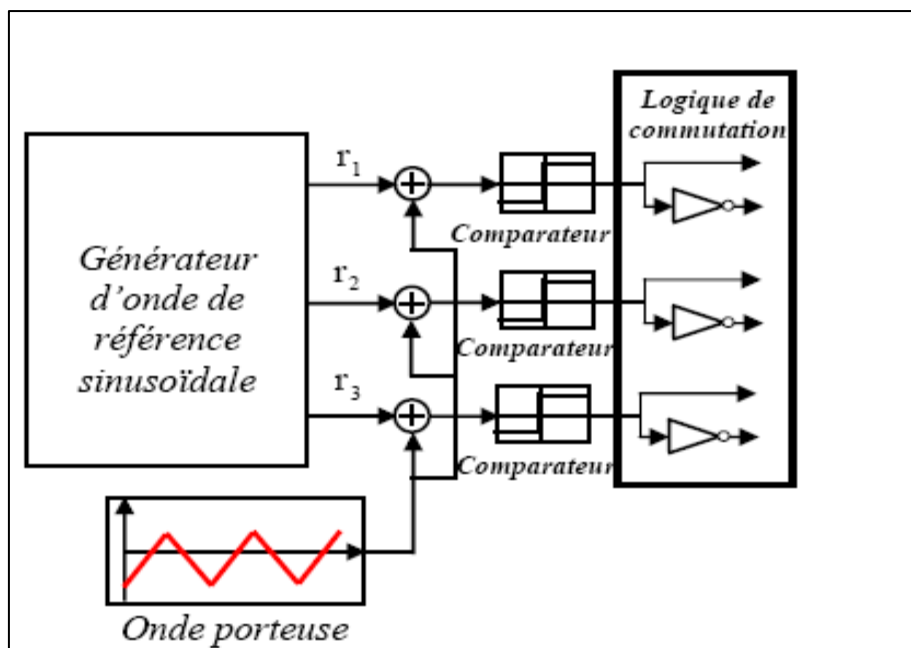 Logique de
commutation
r1
Comparateur
Générateur
d'onde de
référence
sinusoïdale
r2
Comparateur
r3
Comparateur
Onde porteuse